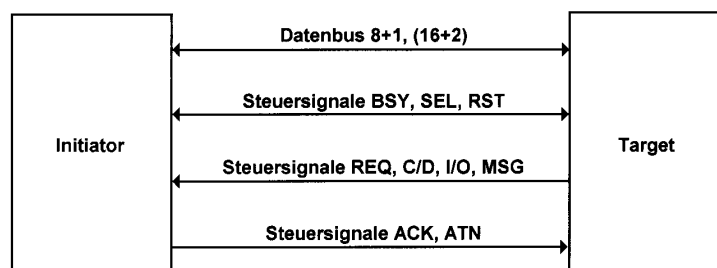 Datenbus 8+1, (16+2)
Steuersignale BSY, SEL, RST
Initiator
Target
Steuersignale REQ, C/D, I/O, MSG
Steuersignale ACK, ATN